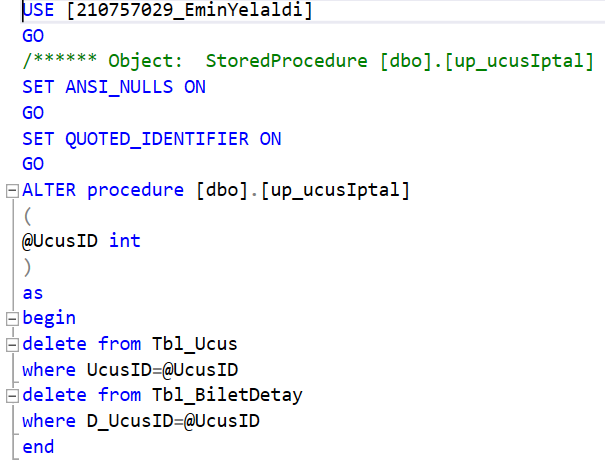 USE [210757029_EminYelaldi]
GO
/****** Object:  StoredProcedure [dbo].[up_ucusIptal]
SET ANSI_NULLS ON
GO
SET QUOTED_IDENTIFIER ON
GO
ALTER procedure [dbo].[up_ucusIptal]
(
@UcusID int
)
as
begin
delete from Tbl_Ucus
where UcusID=@UcusID
delete from Tbl_BiletDetay
where D_UcusID=@UcusID
end